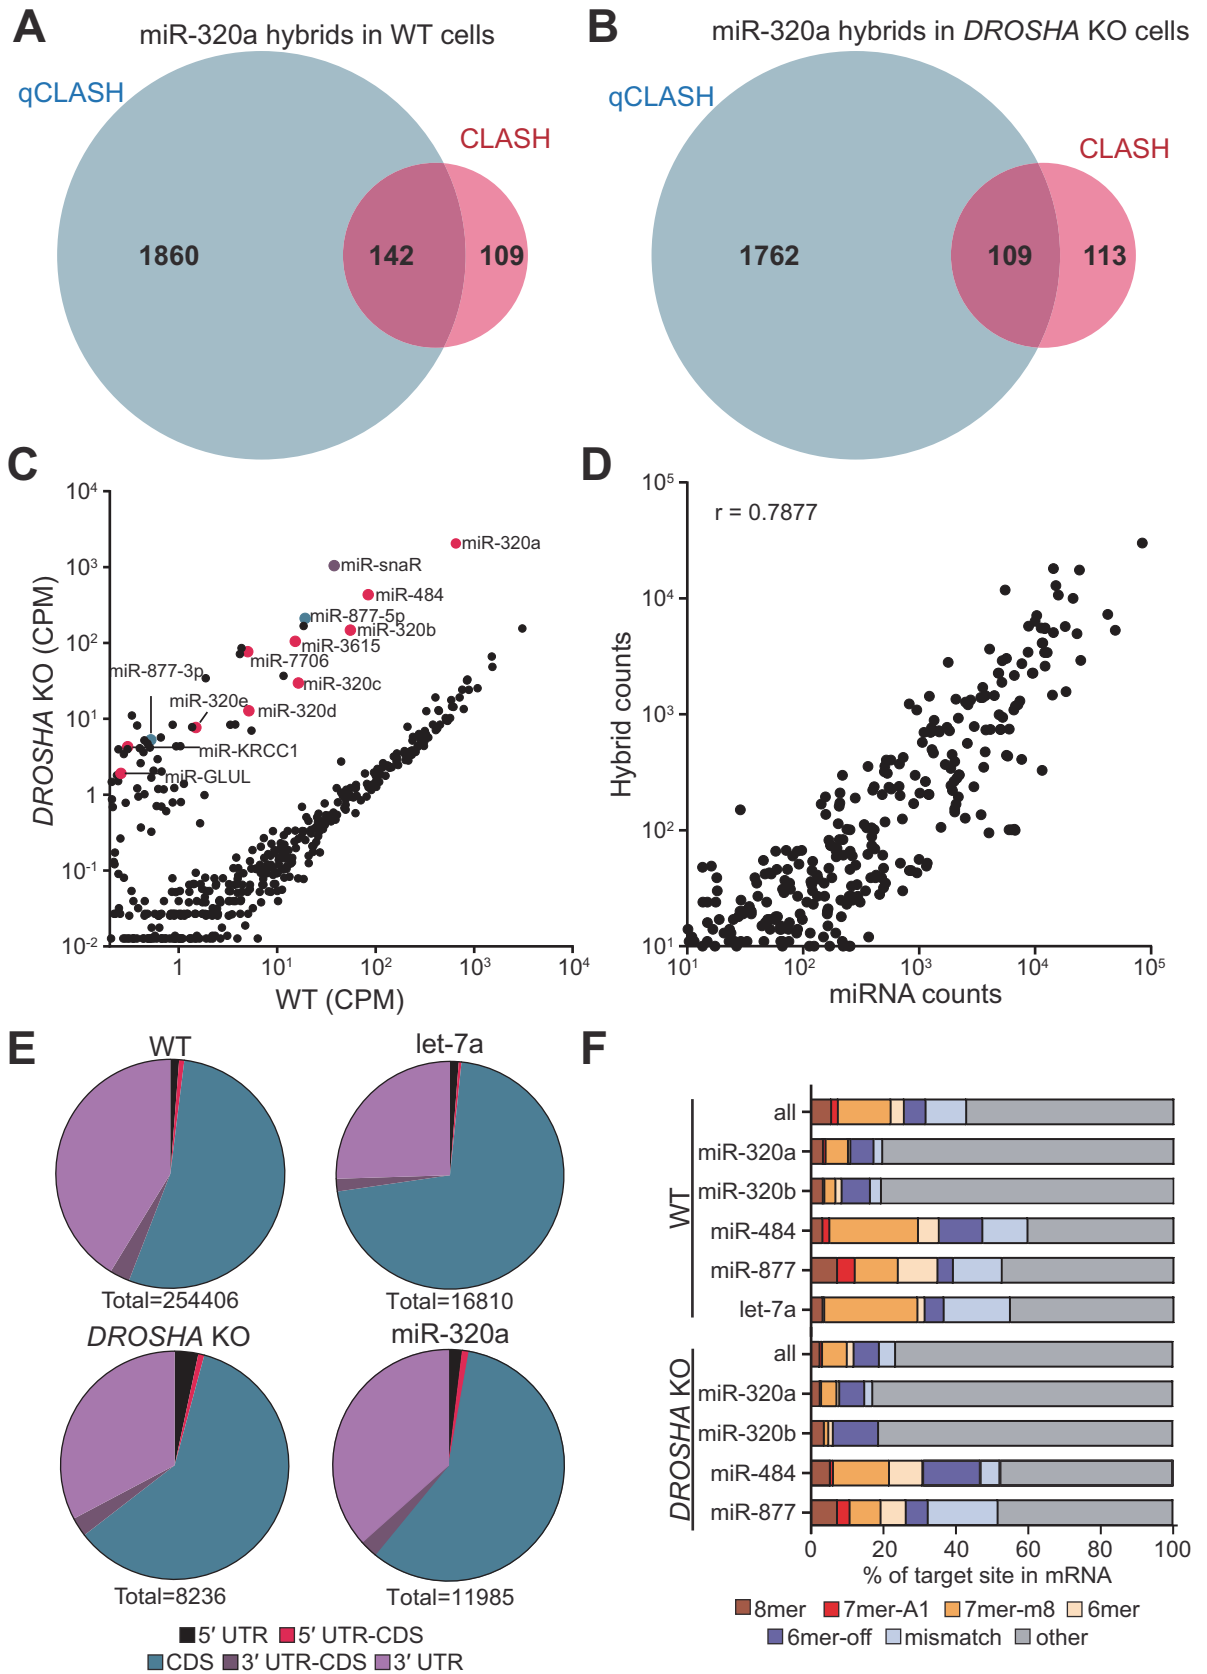 A
miR-320a hybrids in WT cells
qCLASH
CLASH
1860
142
109
B
miR-320a hybrids in DROSHA KO cells
qCLASH
CLASH
1762
109
113
C
DROSHA KO (CPM)
10⁴
10³
10²
10¹
1
10⁻¹
10⁻²
miR-320a
miR-snaR
miR-484
miR-877-5p
miR-320b
miR-3615
miR-7706
miR-877-3p
miR-320c
miR-320e
miR-320d
miR-KRCC1
miR-GLUL
1
10¹
10²
10³
10⁴
WT (CPM)
D
r = 0.7877
Hybrid counts
10⁵
10⁴
10³
10²
10¹
10¹
10²
10³
10⁴
10⁵
miRNA counts
E
WT
Total=254406
let-7a
Total=16810
DROSHA KO
Total=8236
miR-320a
Total=11985
5′ UTR
5′ UTR-CDS
CDS
3′ UTR-CDS
3′ UTR
F
WT
all
miR-320a
miR-320b
miR-484
miR-877
let-7a
DROSHA KO
all
miR-320a
miR-320b
miR-484
miR-877
0
20
40
60
80
100
% of target site in mRNA
8mer
7mer-A1
7mer-m8
6mer
6mer-off
mismatch
other